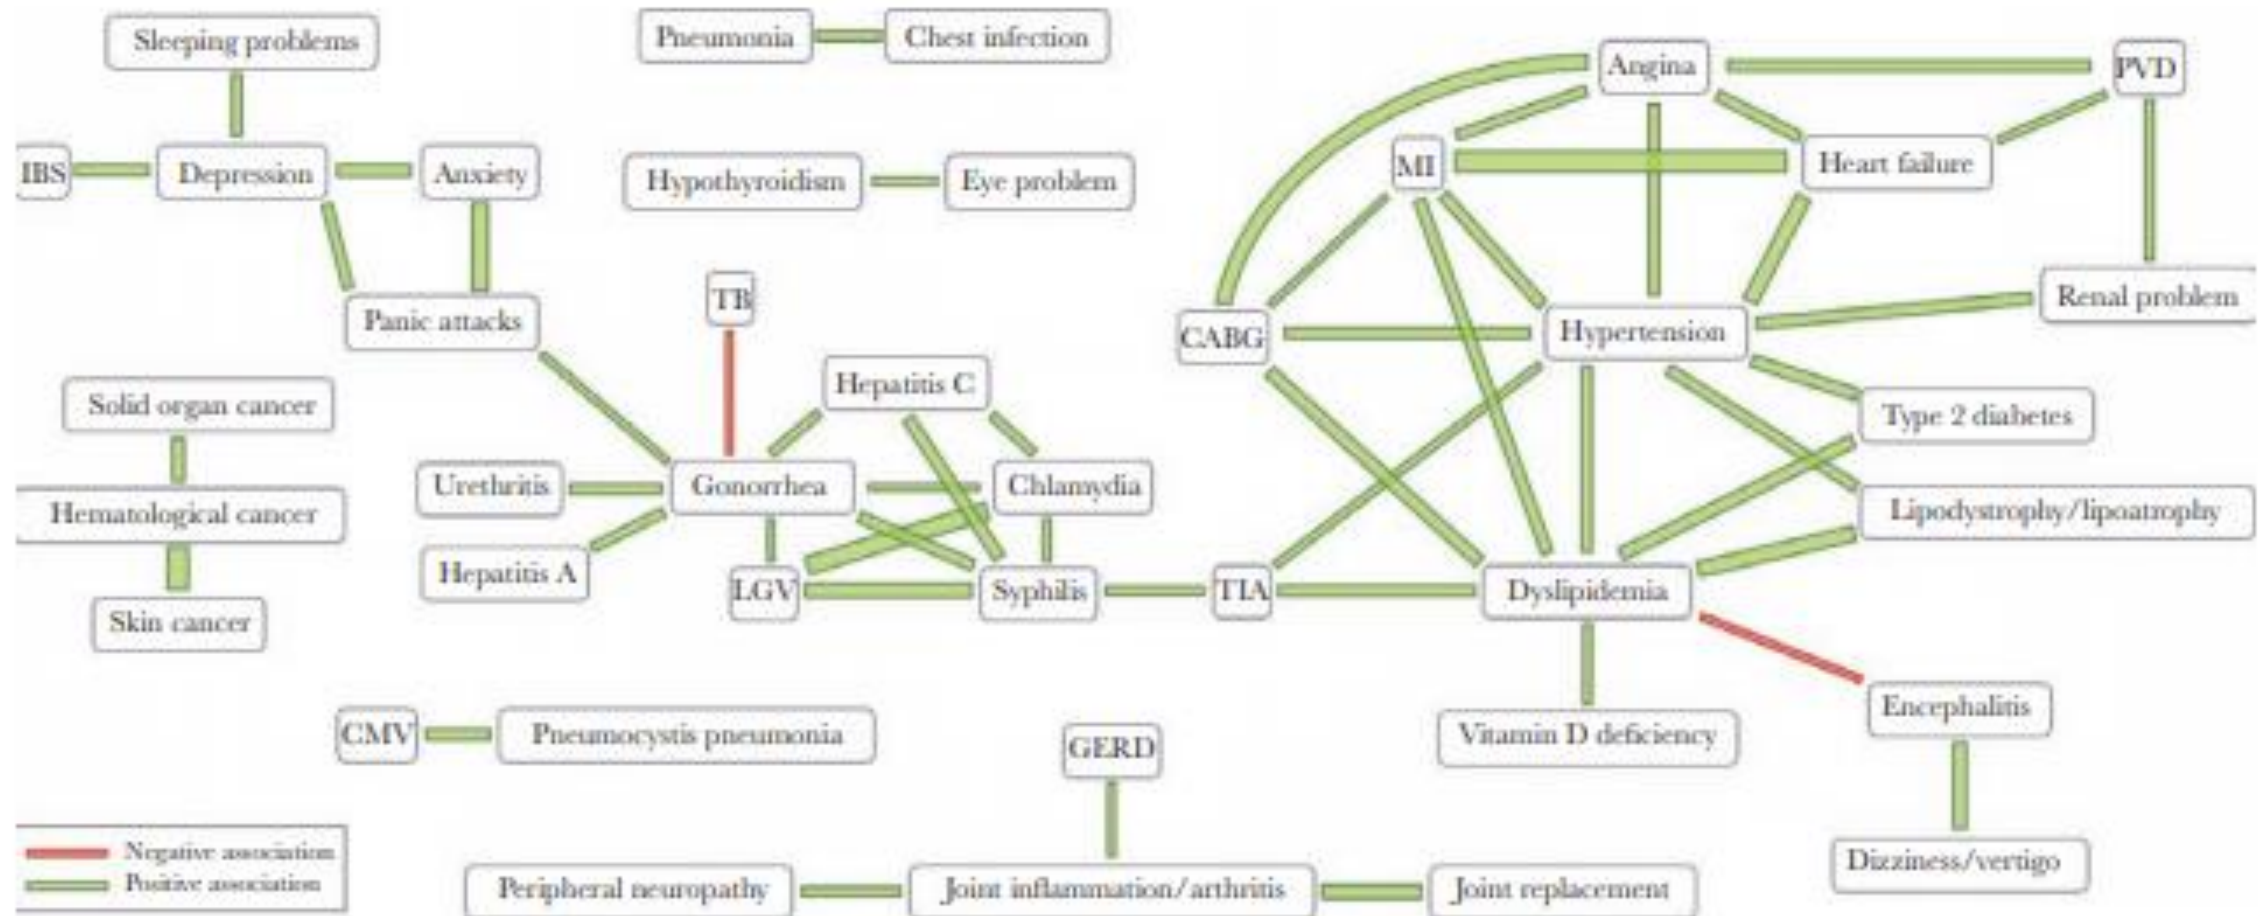 Sleeping problems
Pneumonia
Chest infection
Angina
PVD
IBS
Depression
Anxiety
Hypothyroidism
Eye problem
MI
Heart failure
Panic attacks
TB
CABG
Hypertension
Renal problem
Solid organ cancer
Hepatitis C
Type 2 diabetes
Hematological cancer
Urethritis
Gonorrhea
Chlamydia
Lipodystrophy/lipoatrophy
Skin cancer
Hepatitis A
LGV
Syphilis
TIA
Dyslipidemia
CMV
Pneumocystis pneumonia
GERD
Vitamin D deficiency
Encephalitis
Negative association
Positive association
Peripheral neuropathy
Joint inflammation/arthritis
Joint replacement
Dizziness/vertigo